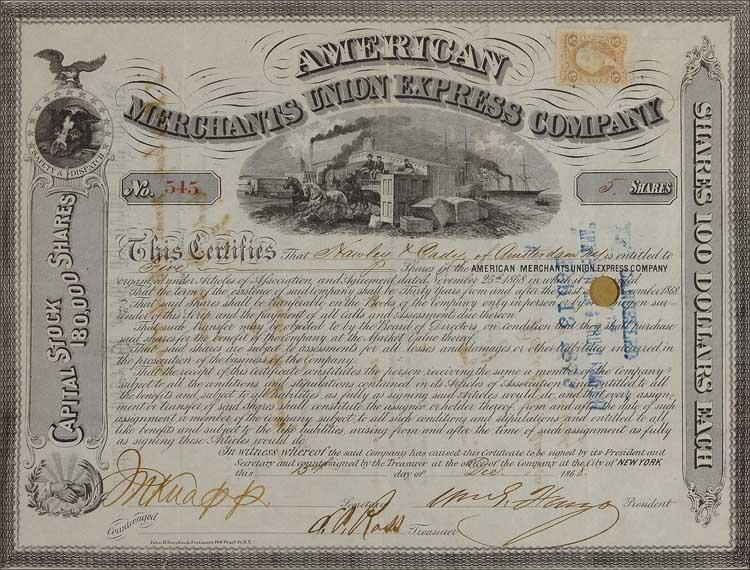 AMERICAN
MERCHANTS UNION EXPRESS COMPANY
SAFETY & DISPATCH
No. 545
5 SHARES
CAPITAL STOCK 180,000 SHARES
SHARES 100 DOLLARS EACH
This Certifies That Hawley & Cady of Amsterdam NY is entitled to
Five Shares in the AMERICAN MERCHANTS UNION EXPRESS COMPANY
organized under Articles of Association and Agreement dated November 25th 1868
That the term of existence of said Company shall be thirty years from and after November 1868
That said Shares shall be transferable on the Books of the Company only in person or by
render of this Scrip and the payment of all Calls and Assessments due thereon.
That such transfer may be objected to by the Board of Directors on condition that they shall purchase
said shares for the benefit of the Company at the Market Value thereof.
That said shares are subject to assessments for all losses and damages or other liabilities incurred in
the prosecution of the business of the Company.
That the receipt of this Certificate constitutes the person receiving the same a member of the Company
subject to all the conditions and stipulations contained in its Articles of Association and entitled to all
the benefits and subject to all liabilities as fully as signing said Articles would do, and that every assign-
ment or transfer of said Shares shall constitute the assignee or holder thereof from and after the date of such
assignment a member of the Company subject to all such conditions and stipulations and entitled to all
like benefits and subject to the like liabilities, arising from and after the time of such assignment as fully
as signing these Articles would do.
In witness whereof the said Company has caused this Certificate to be signed by its President and
Secretary and countersigned by the Treasurer at the office of the Company at the City of NEW YORK
this day of Dec 1868.
J N Knapp Secretary Wm G. Fargo President
Countersigned
Ross Treasurer